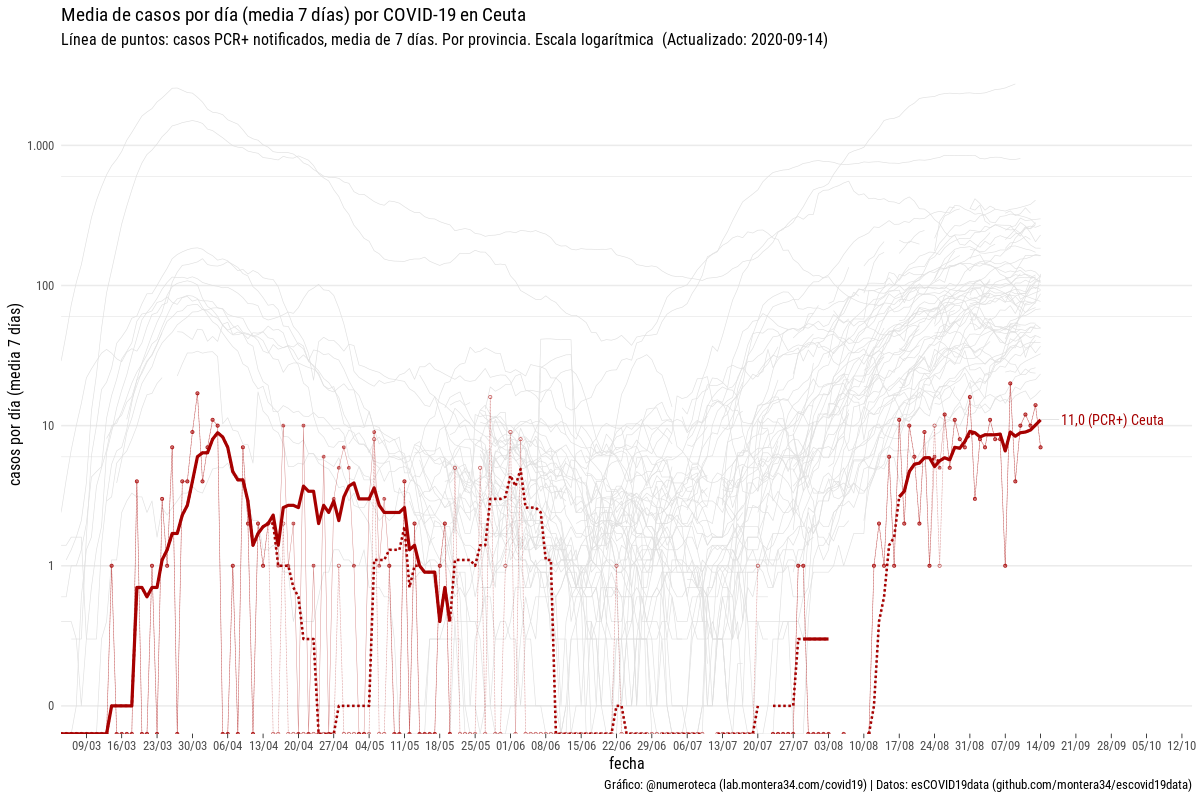 Media de casos por día (media 7 días) por COVID-19 en Ceuta
Línea de puntos: casos PCR+ notificados, media de 7 días. Por provincia. Escala logarítmica (Actualizado: 2020-09-14)
casos por día (media 7 días)
1.000
100
10
1
0
11,0 (PCR+) Ceuta
09/03 16/03 23/03 30/03 06/04 13/04 20/04 27/04 04/05 11/05 18/05 25/05 01/06 08/06 15/06 22/06 29/06 06/07 13/07 20/07 27/07 03/08 10/08 17/08 24/08 31/08 07/09 14/09 21/09 28/09 05/10 12/10
fecha
Gráfico: @numeroteca (lab.montera34.com/covid19) | Datos: esCOVID19data (github.com/montera34/escovid19data)